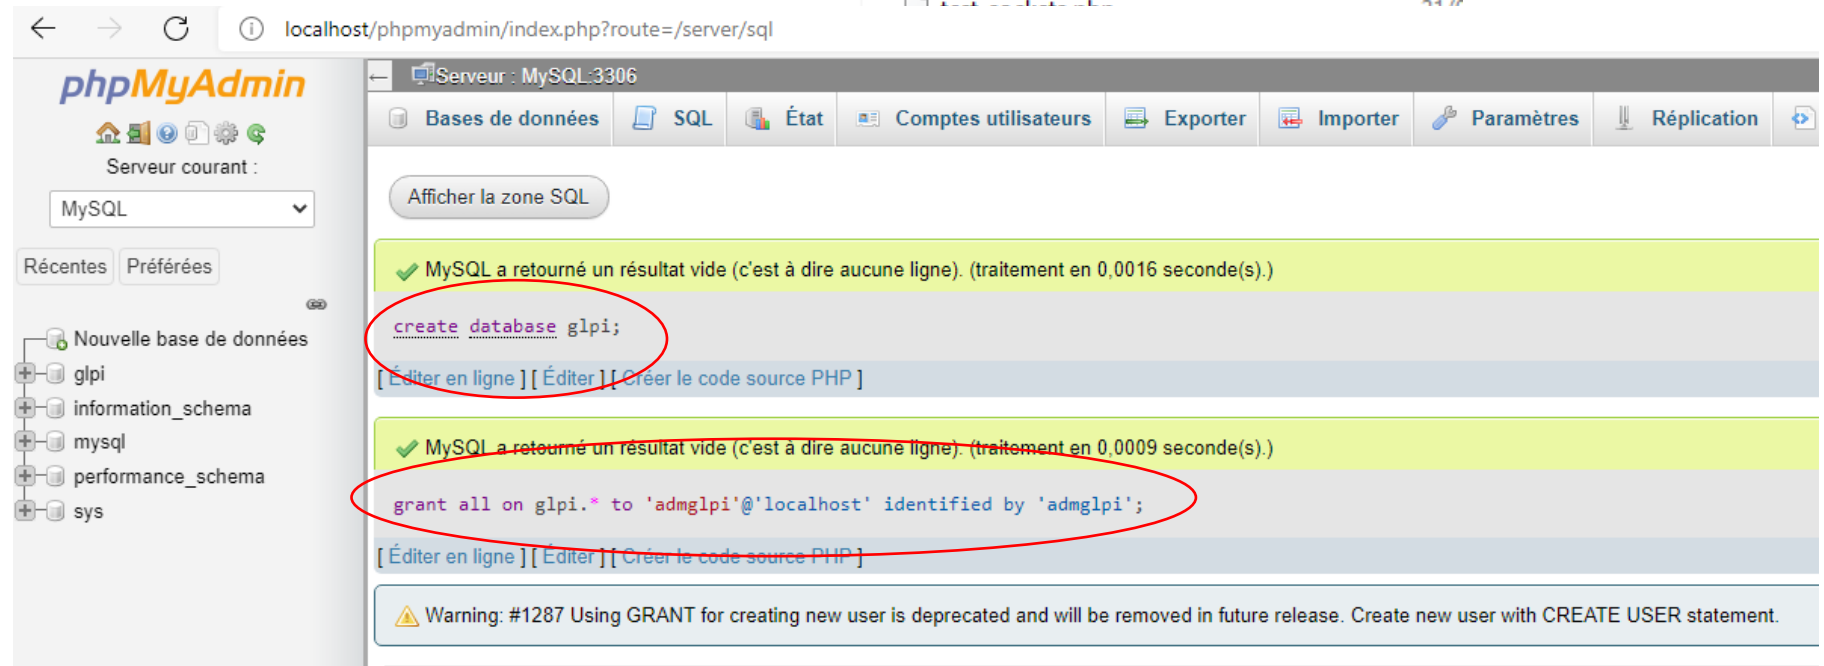 localhost/phpmyadmin/index.php?route=/server/sql
phpMyAdmin
Serveur courant :
MySQL
Récentes Préférées
Nouvelle base de données
glpi
information_schema
mysql
performance_schema
sys
Serveur : MySQL:3306
Bases de données SQL État Comptes utilisateurs Exporter Importer Paramètres Réplication
Afficher la zone SQL
MySQL a retourné un résultat vide (c'est à dire aucune ligne). (traitement en 0,0016 seconde(s).)
create database glpi;
[ Éditer en ligne ] [ Éditer ] [ Créer le code source PHP ]
MySQL a retourné un résultat vide (c'est à dire aucune ligne). (traitement en 0,0009 seconde(s).)
grant all on glpi.* to 'admglpi'@'localhost' identified by 'admglpi';
[ Éditer en ligne ] [ Éditer ] [ Créer le code source PHP ]
Warning: #1287 Using GRANT for creating new user is deprecated and will be removed in future release. Create new user with CREATE USER statement.